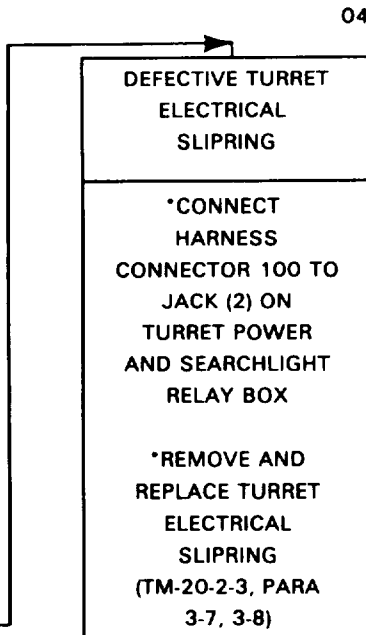 04
DEFECTIVE TURRET
ELECTRICAL
SLIPRING
*CONNECT
HARNESS
CONNECTOR 100 TO
JACK (2) ON
TURRET POWER
AND SEARCHLIGHT
RELAY BOX
*REMOVE AND
REPLACE TURRET
ELECTRICAL
SLIPRING
(TM-20-2-3, PARA
3-7, 3-8)